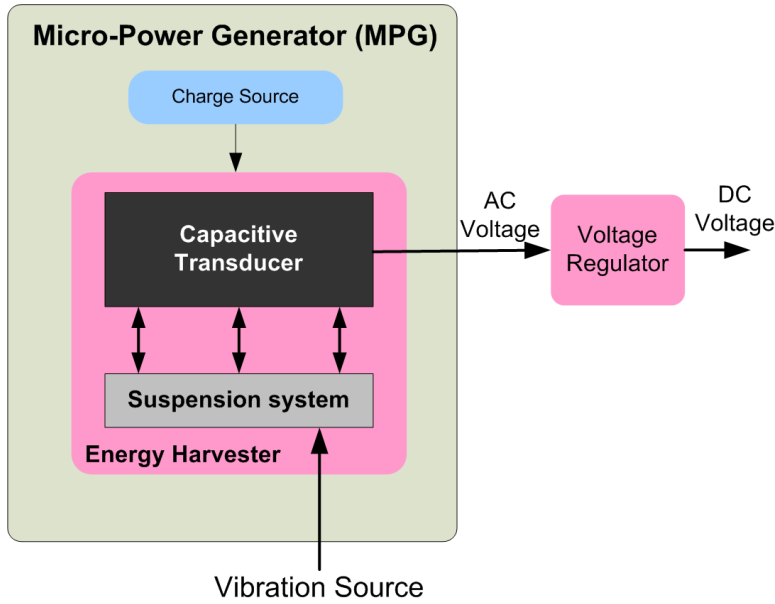 Micro-Power Generator (MPG)
Charge Source
Capacitive
Transducer
Suspension system
Energy Harvester
Vibration Source
AC
Voltage
Voltage
Regulator
DC
Voltage